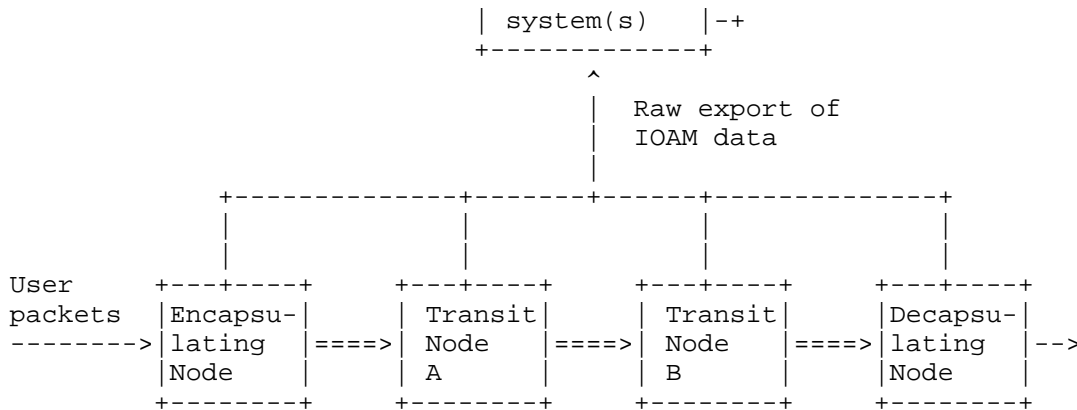 system(s)
Raw export of
IOAM data
User
packets
Encapsu-
lating
Node
Transit
Node
A
Transit
Node
B
Decapsu-
lating
Node